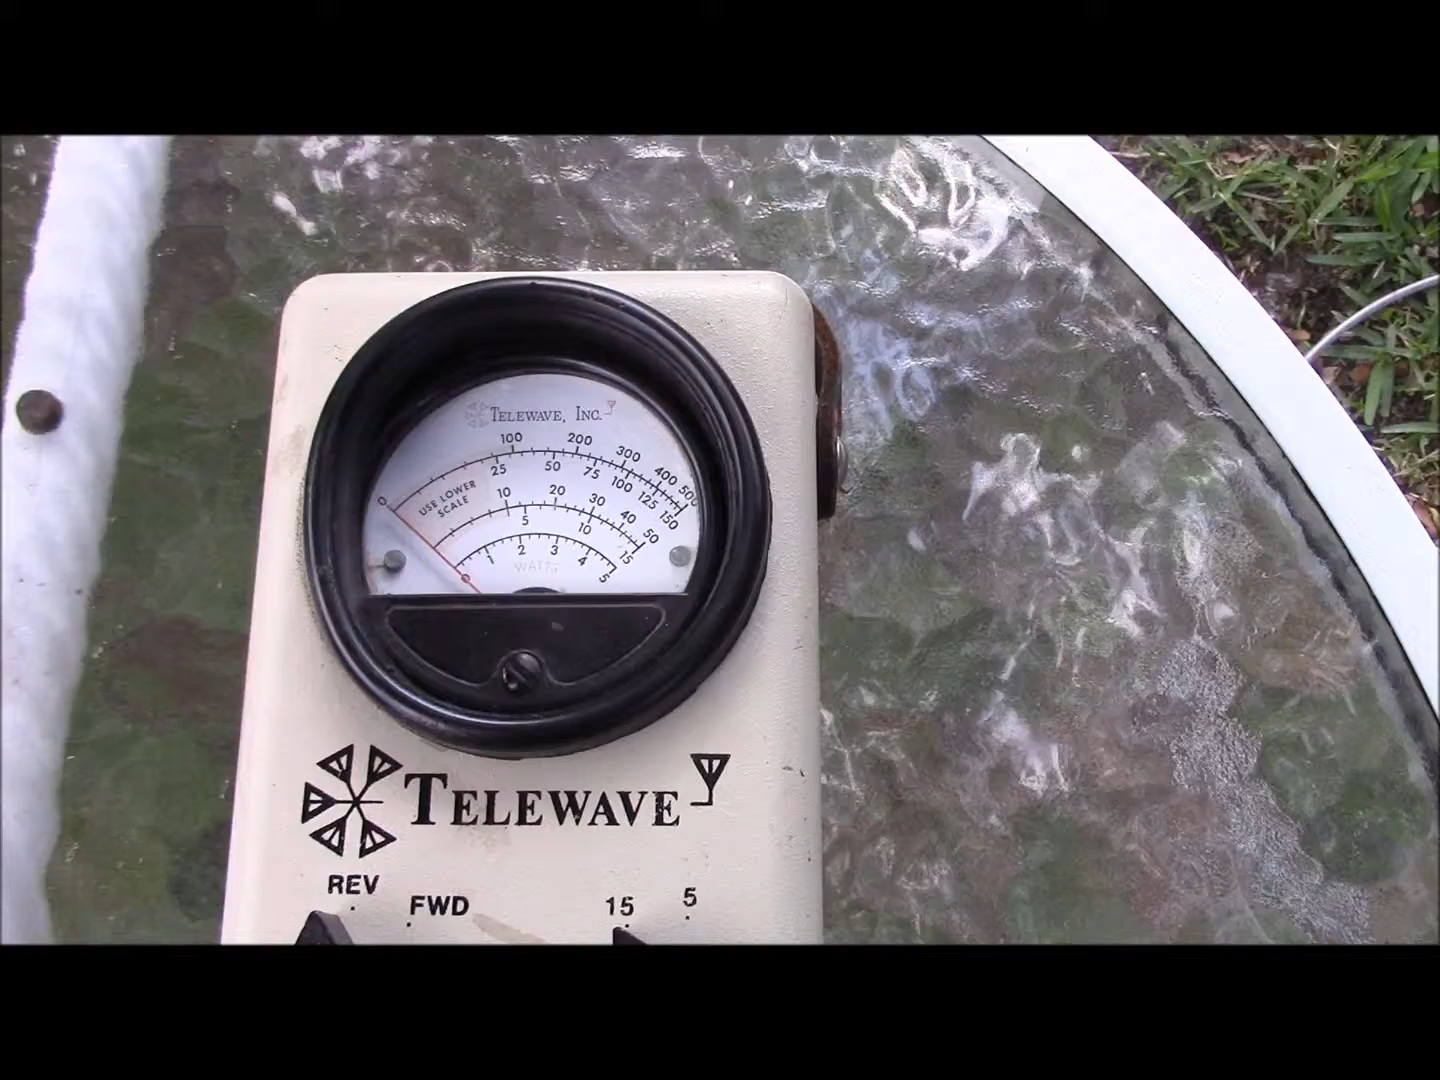 TELEWAVE, INC.
100 200 300 400 500
0 25 50 75 100 125 150
USE LOWER
SCALE
10 20 30 40 50
5 10 15
1 2 3 4 5
WATTS
TELEWAVE
REV FWD 15 5